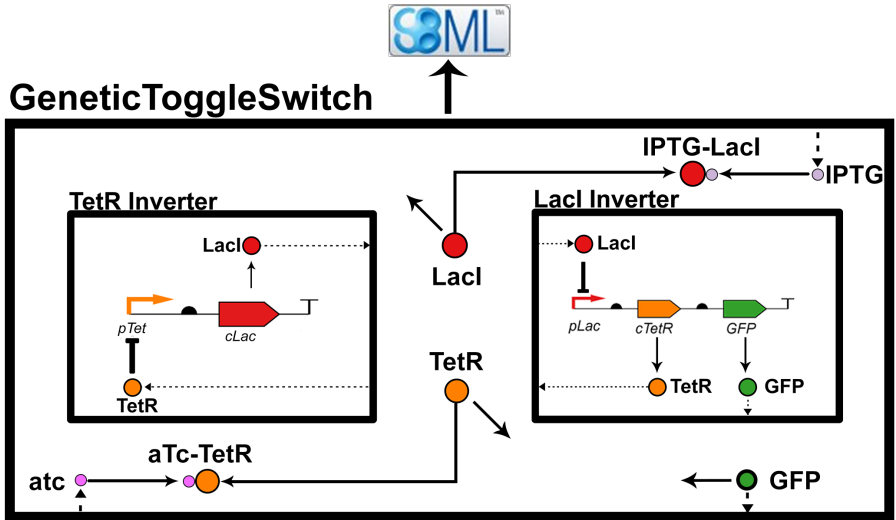 SBML™
GeneticToggleSwitch
IPTG-LacI
IPTG
TetR Inverter
LacI Inverter
LacI
LacI
LacI
pTet
cLac
pLac
cTetR
GFP
TetR
TetR
TetR
GFP
aTc-TetR
atc
GFP